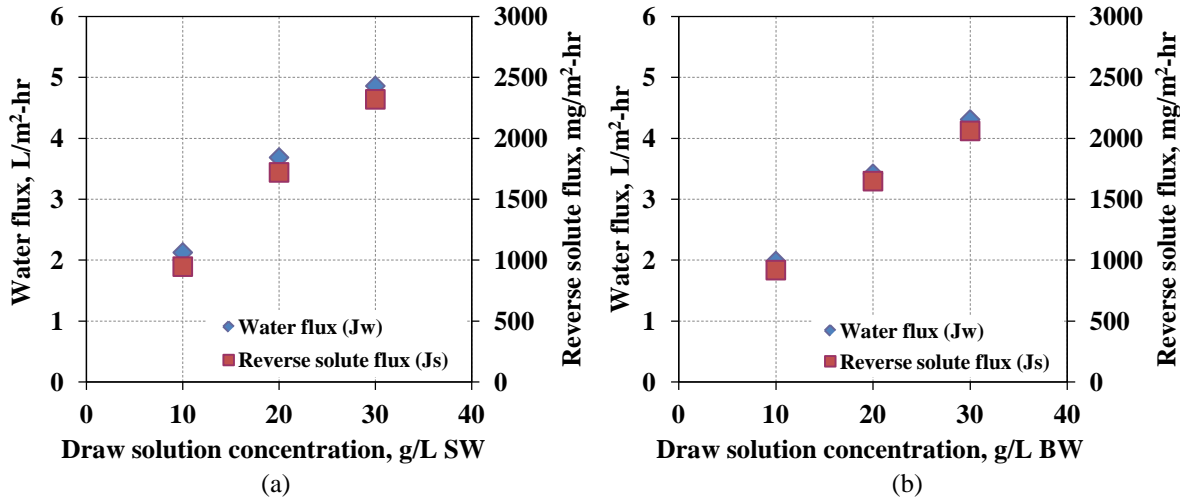 6
5
4
3
2
1
0
Water flux, L/m²-hr
3000
2500
2000
1500
1000
500
0
Reverse solute flux, mg/m²-hr
Water flux (Jw)
Reverse solute flux (Js)
0 10 20 30 40
Draw solution concentration, g/L SW
(a)
6
5
4
3
2
1
0
Water flux, L/m²-hr
3000
2500
2000
1500
1000
500
0
Reverse solute flux, mg/m²-hr
Water flux (Jw)
Reverse solute flux (Js)
0 10 20 30 40
Draw solution concentration, g/L BW
(b)